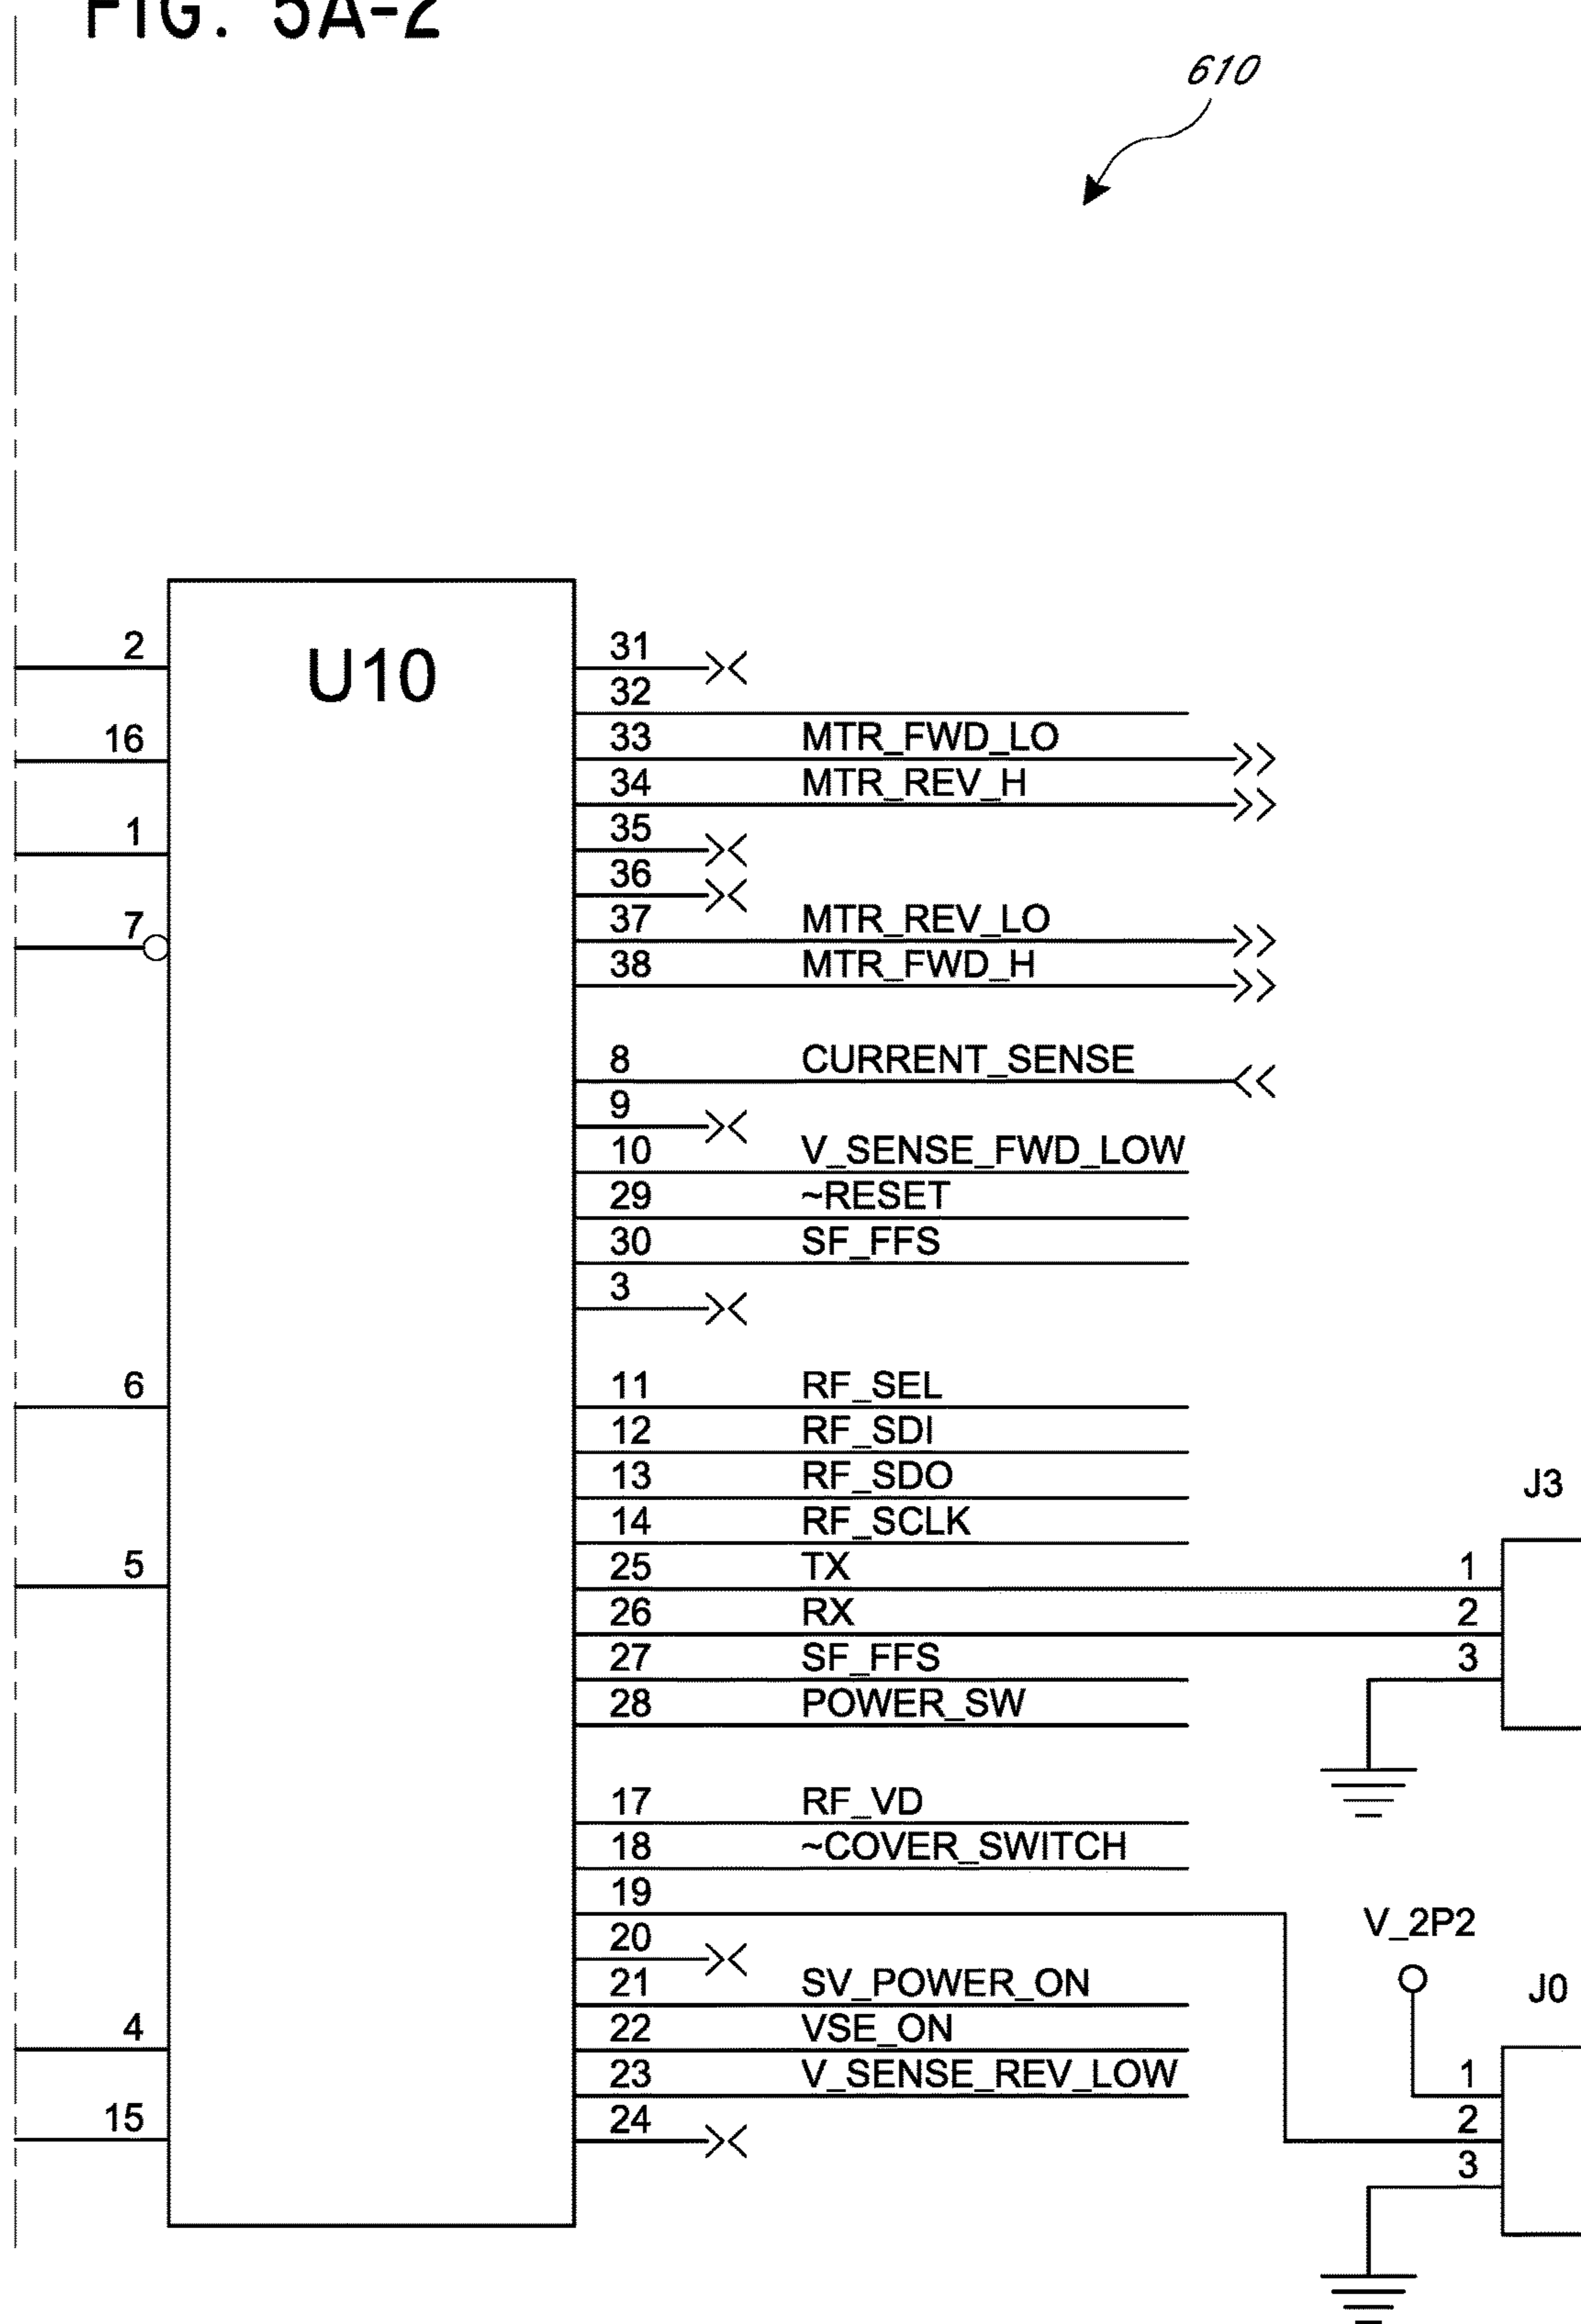 FIG. 5A-2
610
U10
2
16
1
7
6
5
4
15
31
32
33 MTR_FWD_LO
34 MTR_REV_H
35
36
37 MTR_REV_LO
38 MTR_FWD_H
8 CURRENT_SENSE
9
10 V_SENSE_FWD_LOW
29 ~RESET
30 SF_FFS
3
11 RF_SEL
12 RF_SDI
13 RF_SDO
14 RF_SCLK
25 TX
26 RX
27 SF_FFS
28 POWER_SW
17 RF_VD
18 ~COVER_SWITCH
19
20
21 SV_POWER_ON
22 VSE_ON
23 V_SENSE_REV_LOW
24
J3
1
2
3
V_2P2
J0
1
2
3